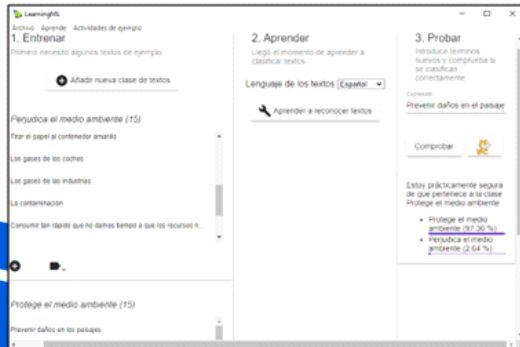 LearningML
Archivo Aprende Actividades de ejemplo
1. Entrenar
Primero necesito algunos textos de ejemplo
Añadir nueva clase de textos
Perjudica el medio ambiente (15)
Tirar el papel al contenedor amarillo
Los gases de los coches
Los gases de las industrias
La contaminación
Consumir tan rápido que no damos tiempo a que los recursos n...
Protege el medio ambiente (15)
Prevenir daños en los paisajes
2. Aprender
Llegó el momento de aprender a
clasificar textos
Lenguaje de los textos Español
Aprender a reconocer textos
3. Probar
Introduce términos
nuevos y comprueba si
se clasifican
correctamente
Expresión
Prevenir daños en el paisaje
Comprobar
Estoy prácticamente segura
de que pertenece a la clase
Protege el medio ambiente
Protege el medio
ambiente (97.36 %)
Perjudica el medio
ambiente (2.64 %)